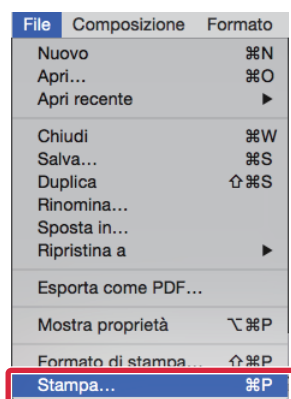 File Composizione Formato
Nuovo ⌘N
Apri… ⌘O
Apri recente ▶
Chiudi ⌘W
Salva… ⌘S
Duplica ⇧⌘S
Rinomina…
Sposta in…
Ripristina a ▶
Esporta come PDF…
Mostra proprietà ⌥⌘P
Formato di stampa… ⇧⌘P
Stampa… ⌘P